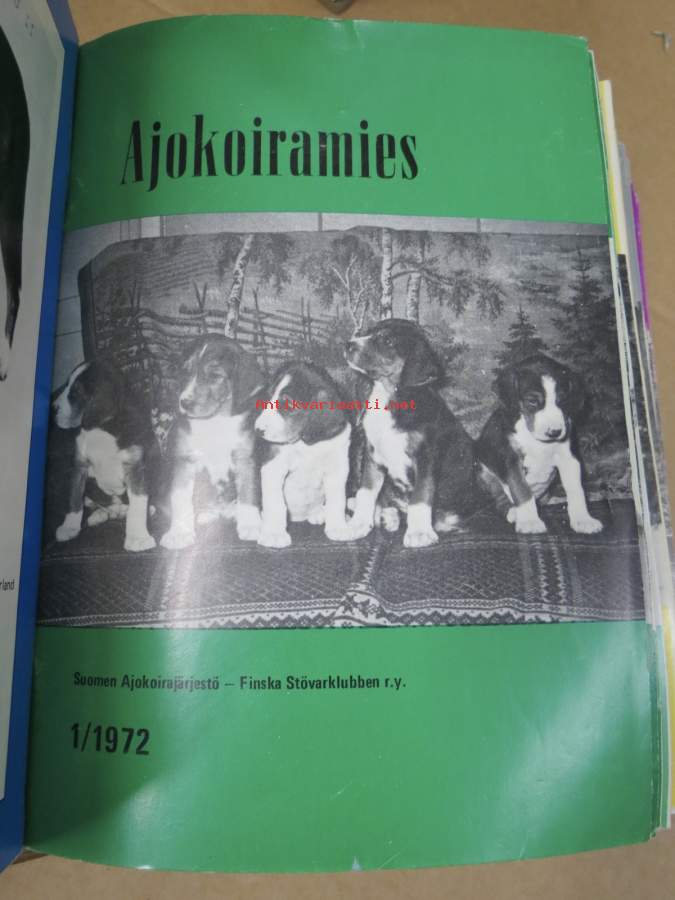 Ajokoiramies
Antikvariaatti.net
Suomen Ajokoirajärjestö – Finska Stövarklubben r.y.
1/1972